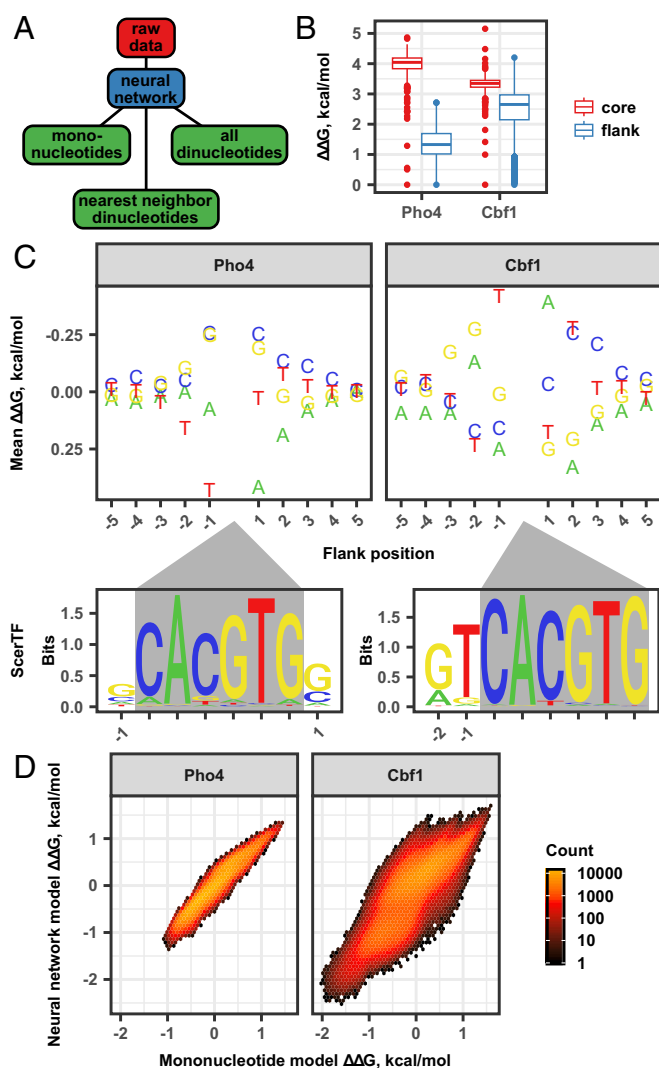 A
raw
data
neural
network
mono-
nucleotides
all
dinucleotides
nearest neighbor
dinucleotides
B
ΔΔG, kcal/mol
5
4
3
2
1
0
Pho4
Cbf1
core
flank
C
Pho4
Cbf1
Mean ΔΔG, kcal/mol
-0.25
0.00
0.25
-5 -4 -3 -2 -1 1 2 3 4 5
-5 -4 -3 -2 -1 1 2 3 4 5
Flank position
ScerTF
Bits
1.5
1.0
0.5
0.0
CACGTG
-1
1
Bits
1.5
1.0
0.5
0.0
GTCACGTG
-2
-1
D
Pho4
Cbf1
Neural network model ΔΔG, kcal/mol
1
0
-1
-2
-2 -1 0 1
-2 -1 0 1
Mononucleotide model ΔΔG, kcal/mol
Count
10000
1000
100
10
1